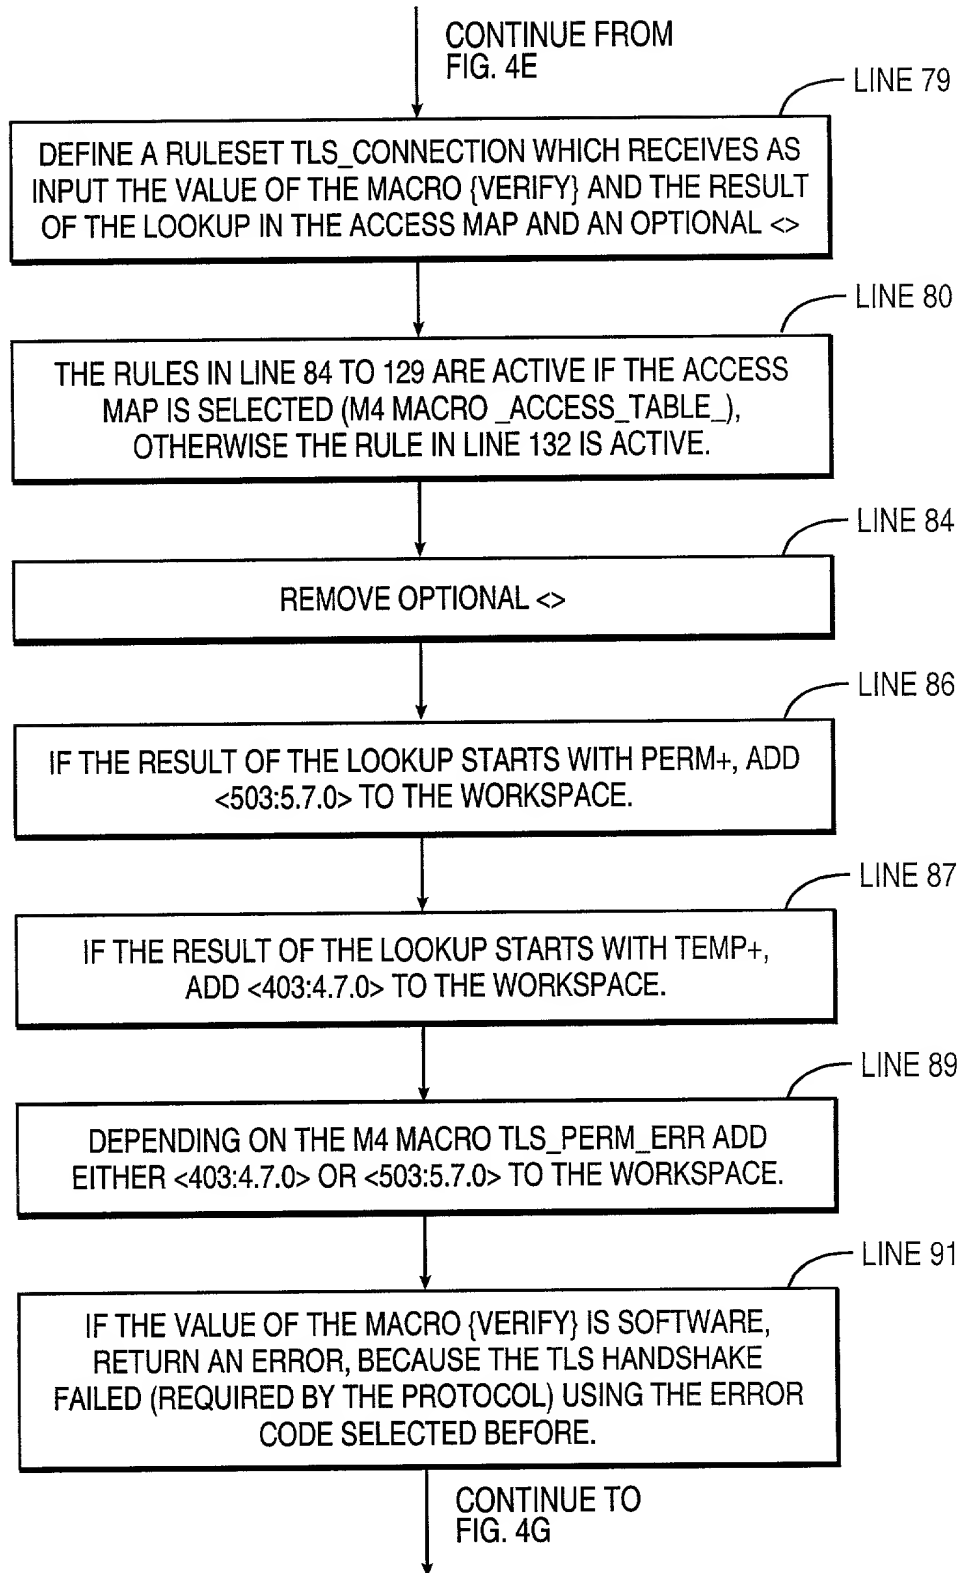 CONTINUE FROM
FIG. 4E
LINE 79
DEFINE A RULESET TLS_CONNECTION WHICH RECEIVES AS
INPUT THE VALUE OF THE MACRO {VERIFY} AND THE RESULT
OF THE LOOKUP IN THE ACCESS MAP AND AN OPTIONAL <>
LINE 80
THE RULES IN LINE 84 TO 129 ARE ACTIVE IF THE ACCESS
MAP IS SELECTED (M4 MACRO _ACCESS_TABLE_),
OTHERWISE THE RULE IN LINE 132 IS ACTIVE.
LINE 84
REMOVE OPTIONAL <>
LINE 86
IF THE RESULT OF THE LOOKUP STARTS WITH PERM+, ADD
<503:5.7.0> TO THE WORKSPACE.
LINE 87
IF THE RESULT OF THE LOOKUP STARTS WITH TEMP+,
ADD <403:4.7.0> TO THE WORKSPACE.
LINE 89
DEPENDING ON THE M4 MACRO TLS_PERM_ERR ADD
EITHER <403:4.7.0> OR <503:5.7.0> TO THE WORKSPACE.
LINE 91
IF THE VALUE OF THE MACRO {VERIFY} IS SOFTWARE,
RETURN AN ERROR, BECAUSE THE TLS HANDSHAKE
FAILED (REQUIRED BY THE PROTOCOL) USING THE ERROR
CODE SELECTED BEFORE.
CONTINUE TO
FIG. 4G